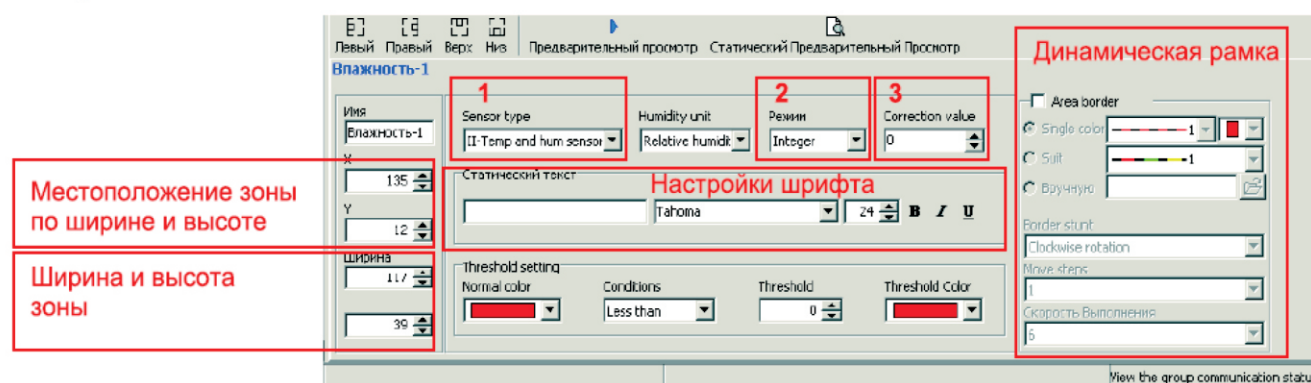 Левый Правый Верх Низ Предварительный просмотр Статический Предварительный Просмотр
Влажность-1
Динамическая рамка
Имя
Влажность-1
X
135
Y
12
Ширина
117
39
Местоположение зоны
по ширине и высоте
Ширина и высота
зоны
1
2
3
Sensor type Humidity unit Режим Correction value
II-Temp and hum sensor Relative humidit Integer 0
Статический текст
Настройки шрифта
Tahoma 24 B I U
Threshold setting
Normal color Conditions Threshold Threshold Color
Less than 0
Area border
Single color 1
Suit 1
Вручную
Border stunt
Clockwise rotation
Move steps
1
Скорость Выполнения
6
View the group communication statu